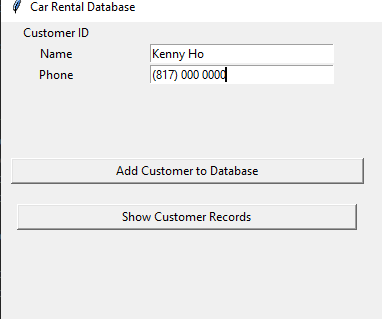 Car Rental Database
Customer ID
Name Kenny Ho
Phone (817) 000 0000
Add Customer to Database
Show Customer Records